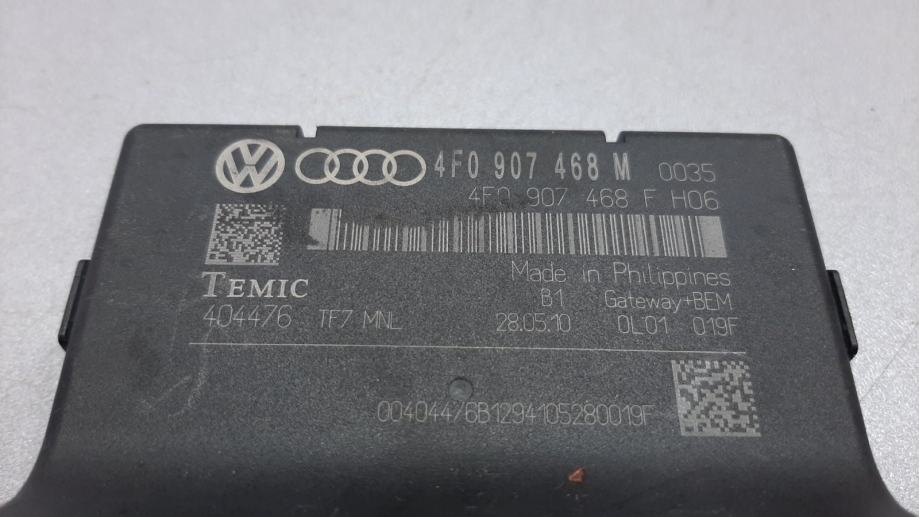 4F0 907 468 M 0035
4F0 907 468 F H06
TEMIC
Made in Philippines
B1 Gateway+BEM
404476 TF7 MNL 28.05.10 0L01 019F
00404476B1294105280019F